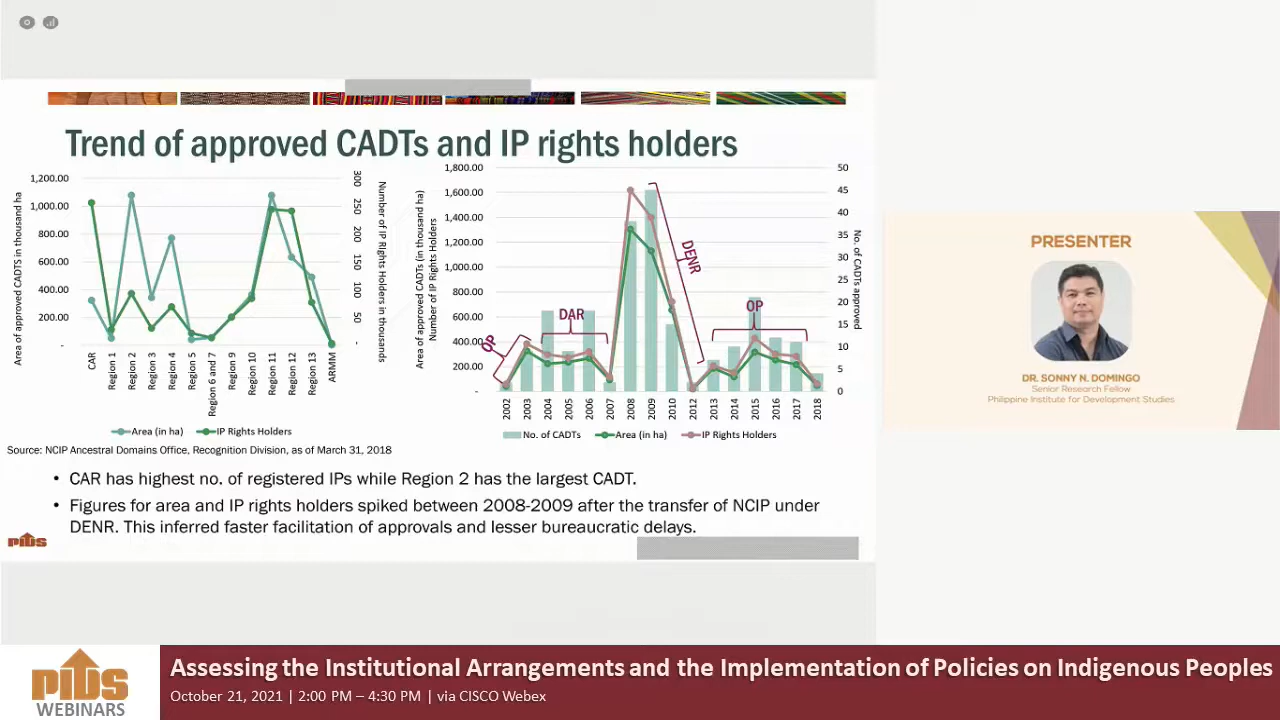 Trend of approved CADTs and IP rights holders
Area of approved CADTs in thousand ha
1,200.00
1,000.00
800.00
600.00
400.00
200.00
-
300
250
200
150
100
50
-
Number of IP Rights Holders in thousands
CAR
Region 1
Region 2
Region 3
Region 4
Region 5
Region 6 and 7
Region 9
Region 10
Region 11
Region 12
Region 13
ARMM
Area (in ha)
IP Rights Holders
Area of approved CADTs (in thousand ha)
Number of IP Rights Holders
1,800.00
1,600.00
1,400.00
1,200.00
1,000.00
800.00
600.00
400.00
200.00
-
OP
DAR
DENR
OP
50
45
40
35
30
25
20
15
10
5
0
No. of CADTs approved
2002
2003
2004
2005
2006
2007
2008
2009
2010
2012
2013
2014
2015
2016
2017
2018
No. of CADTs
Area (in ha)
IP Rights Holders
Source: NCIP Ancestral Domains Office, Recognition Division, as of March 31, 2018
• CAR has highest no. of registered IPs while Region 2 has the largest CADT.
• Figures for area and IP rights holders spiked between 2008-2009 after the transfer of NCIP under
DENR. This inferred faster facilitation of approvals and lesser bureaucratic delays.
PIDS
PRESENTER
DR. SONNY N. DOMINGO
Senior Research Fellow
Philippine Institute for Development Studies
PIDS
WEBINARS
Assessing the Institutional Arrangements and the Implementation of Policies on Indigenous Peoples
October 21, 2021 | 2:00 PM – 4:30 PM | via CISCO Webex